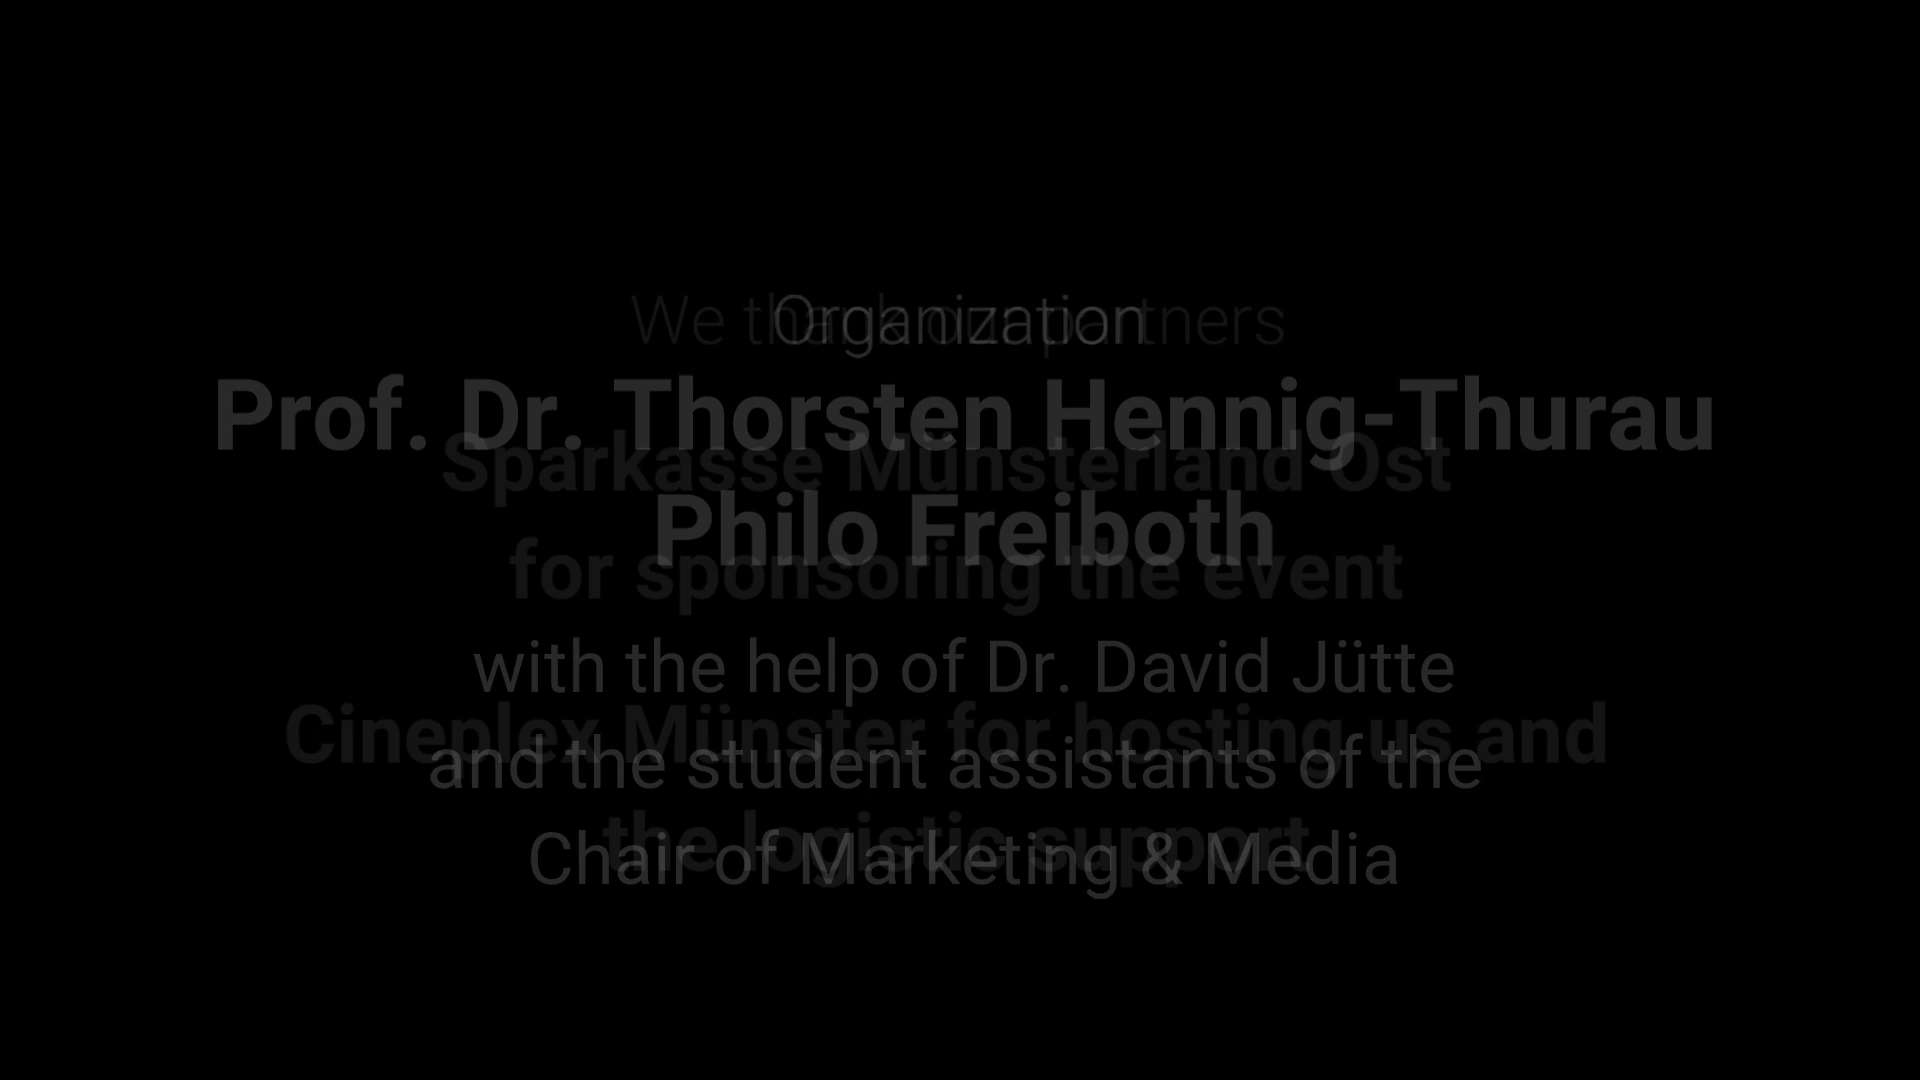 We thank our partners
Organization
Prof. Dr. Thorsten Hennig-Thurau
Sparkasse Münsterland Ost
Philo Freiboth
for sponsoring the event
with the help of Dr. David Jütte
Cineplex Münster for hosting us and
and the student assistants of the
the logistic support
Chair of Marketing & Media